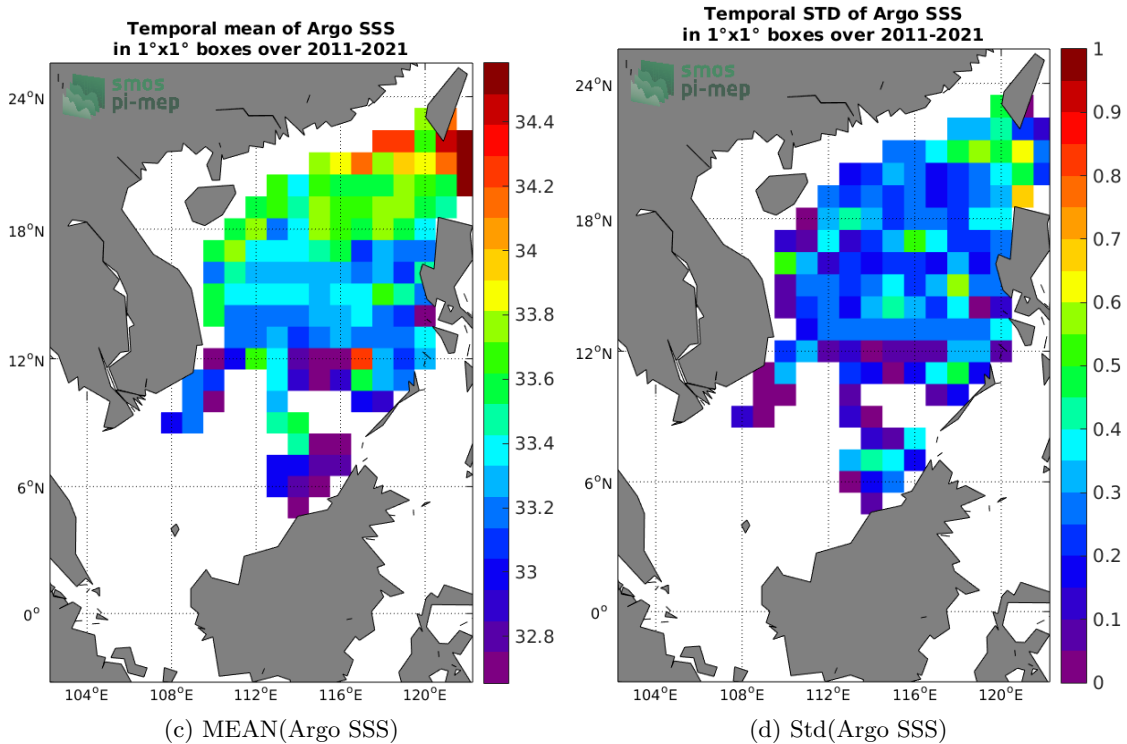 Temporal mean of Argo SSS
in 1°x1° boxes over 2011-2021
smos
pi-mep
24°N
18°N
12°N
6°N
0°
104°E
108°E
112°E
116°E
120°E
34.4
34.2
34
33.8
33.6
33.4
33.2
33
32.8
(c) MEAN(Argo SSS)
Temporal STD of Argo SSS
in 1°x1° boxes over 2011-2021
smos
pi-mep
24°N
18°N
12°N
6°N
0°
104°E
108°E
112°E
116°E
120°E
1
0.9
0.8
0.7
0.6
0.5
0.4
0.3
0.2
0.1
0
(d) Std(Argo SSS)